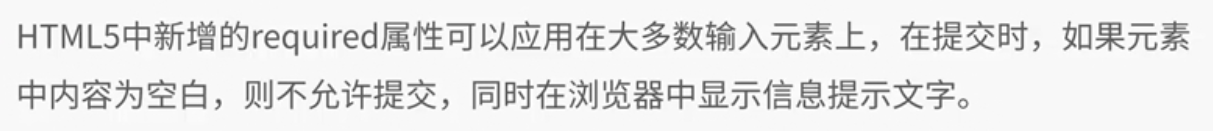 HTML5中新增的required属性可以应用在大多数输入元素上，在提交时，如果元素
中内容为空白，则不允许提交，同时在浏览器中显示信息提示文字。